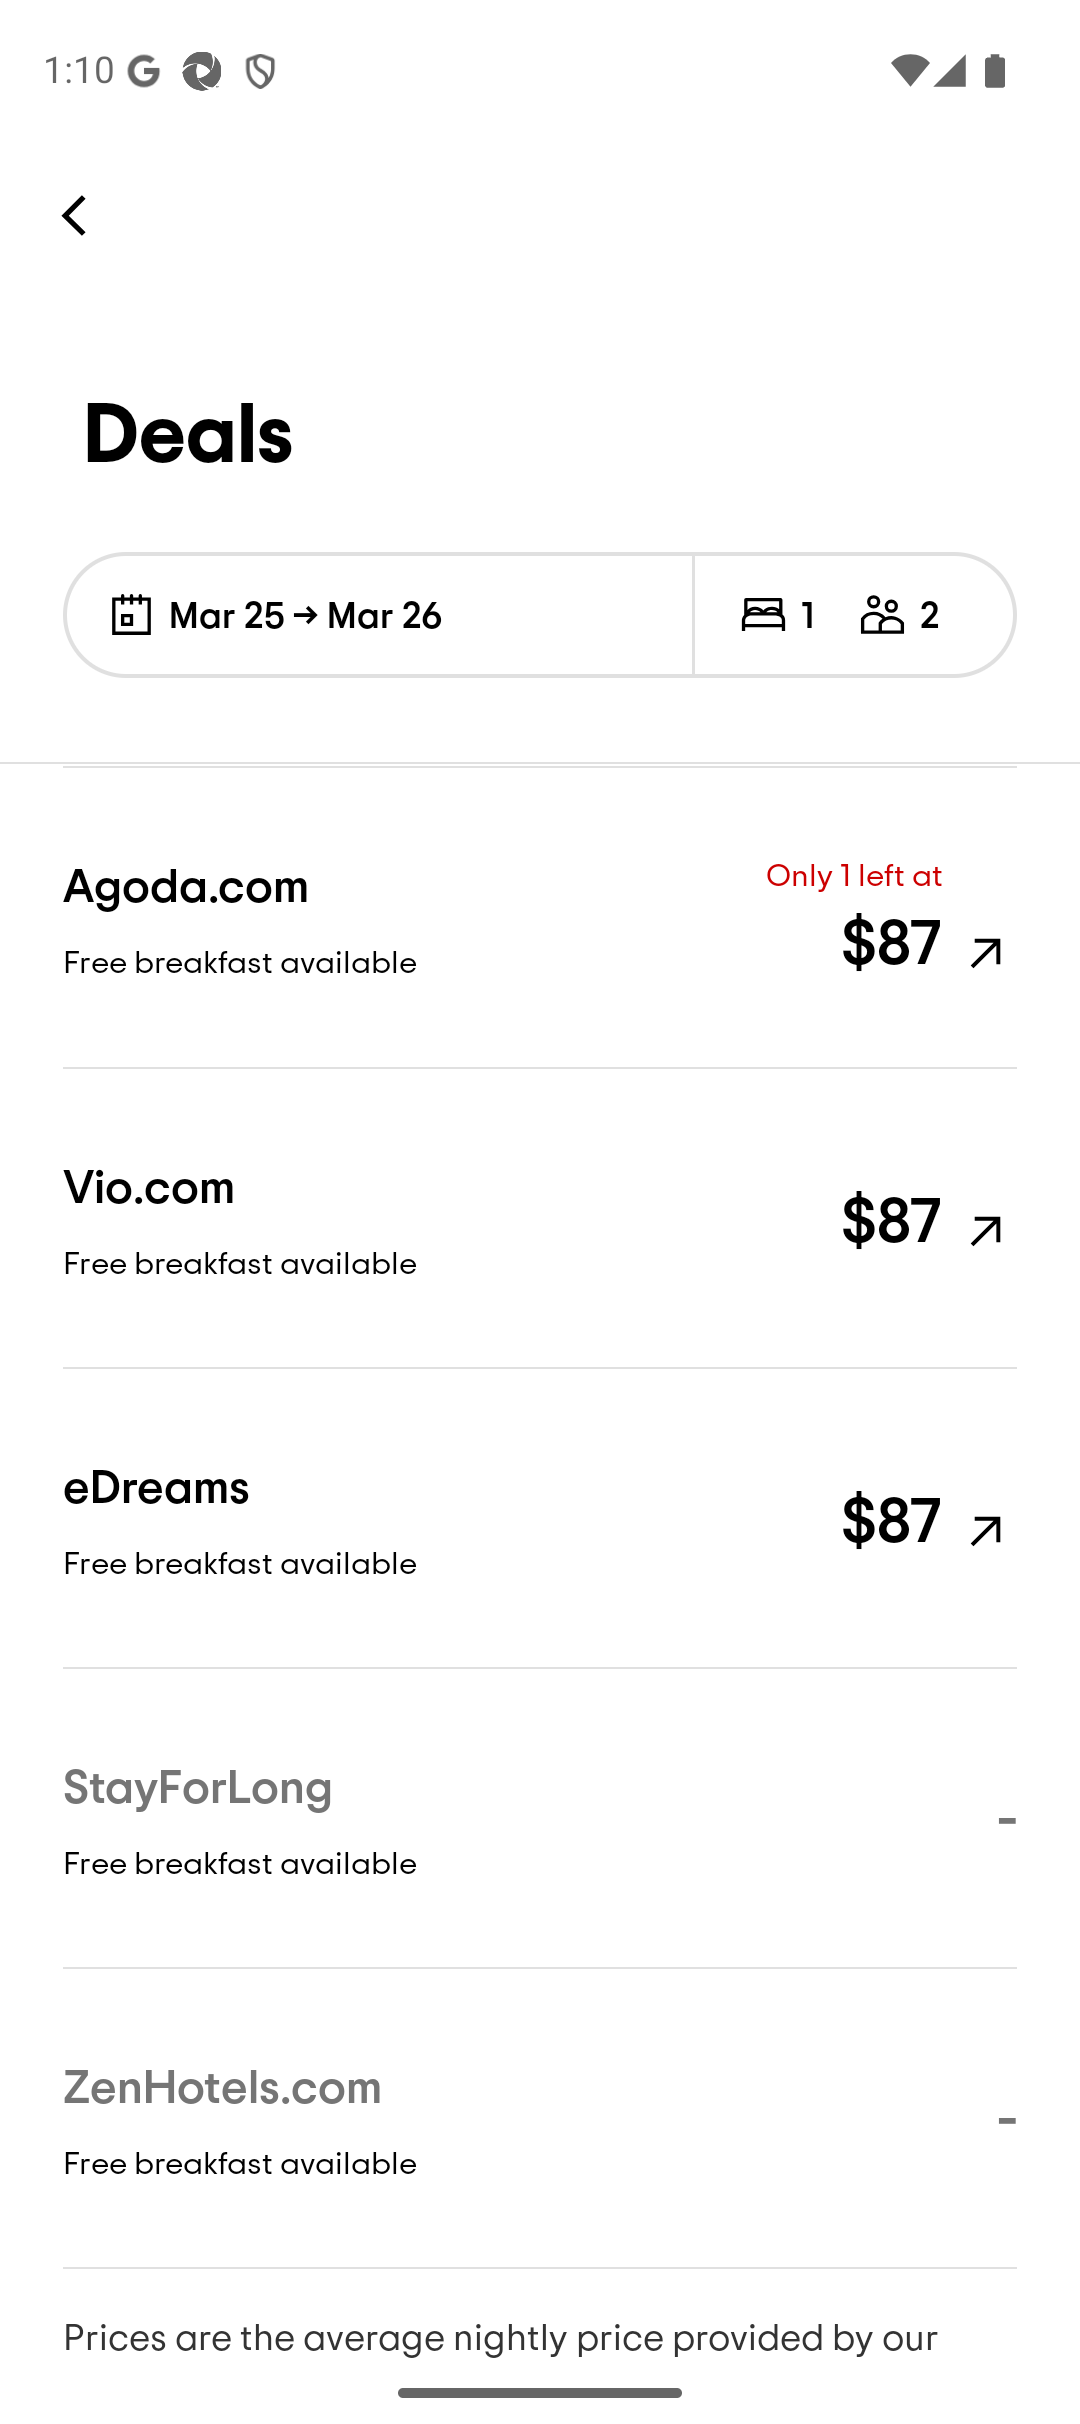 1:10
Deals
Mar 25 → Mar 26
1
2
Agoda.com
Only 1 left at
$87
Free breakfast available
Vio.com
$87
Free breakfast available
eDreams
$87
Free breakfast available
StayForLong
-
Free breakfast available
ZenHotels.com
-
Free breakfast available
Prices are the average nightly price provided by our